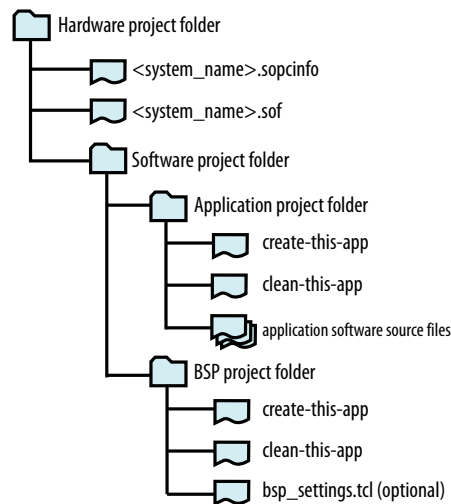 Hardware project folder
<system_name>.sopcinfo
<system_name>.sof
Software project folder
Application project folder
create-this-app
clean-this-app
application software source files
BSP project folder
create-this-app
clean-this-app
bsp_settings.tcl (optional)